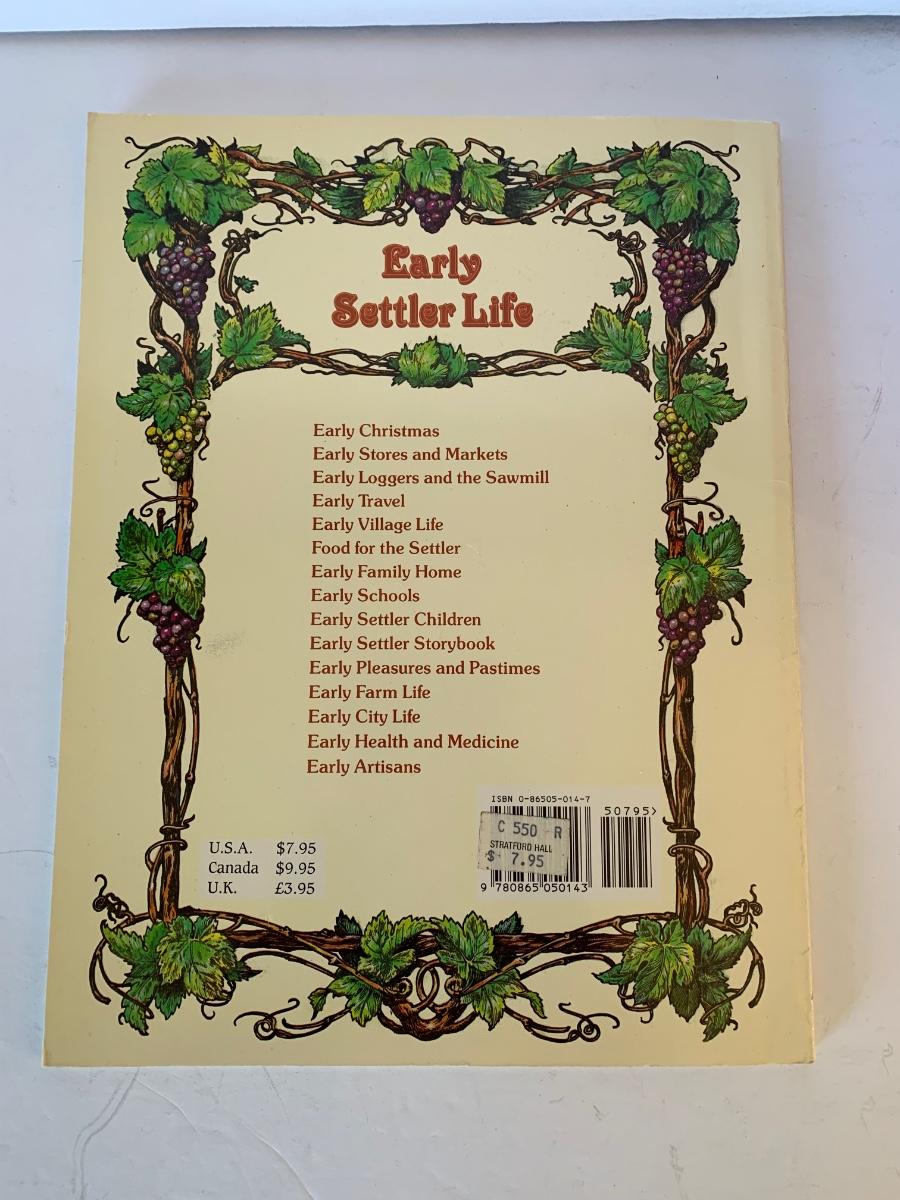 Early
Settler Life
Early Christmas
Early Stores and Markets
Early Loggers and the Sawmill
Early Travel
Early Village Life
Food for the Settler
Early Family Home
Early Schools
Early Settler Children
Early Settler Storybook
Early Pleasures and Pastimes
Early Farm Life
Early City Life
Early Health and Medicine
Early Artisans
U.S.A. $7.95
Canada $9.95
U.K. £3.95
ISBN 0-86505-014-7
50795>
C 550 R
STRATFORD HALL
$ 7.95
9 780865 050143